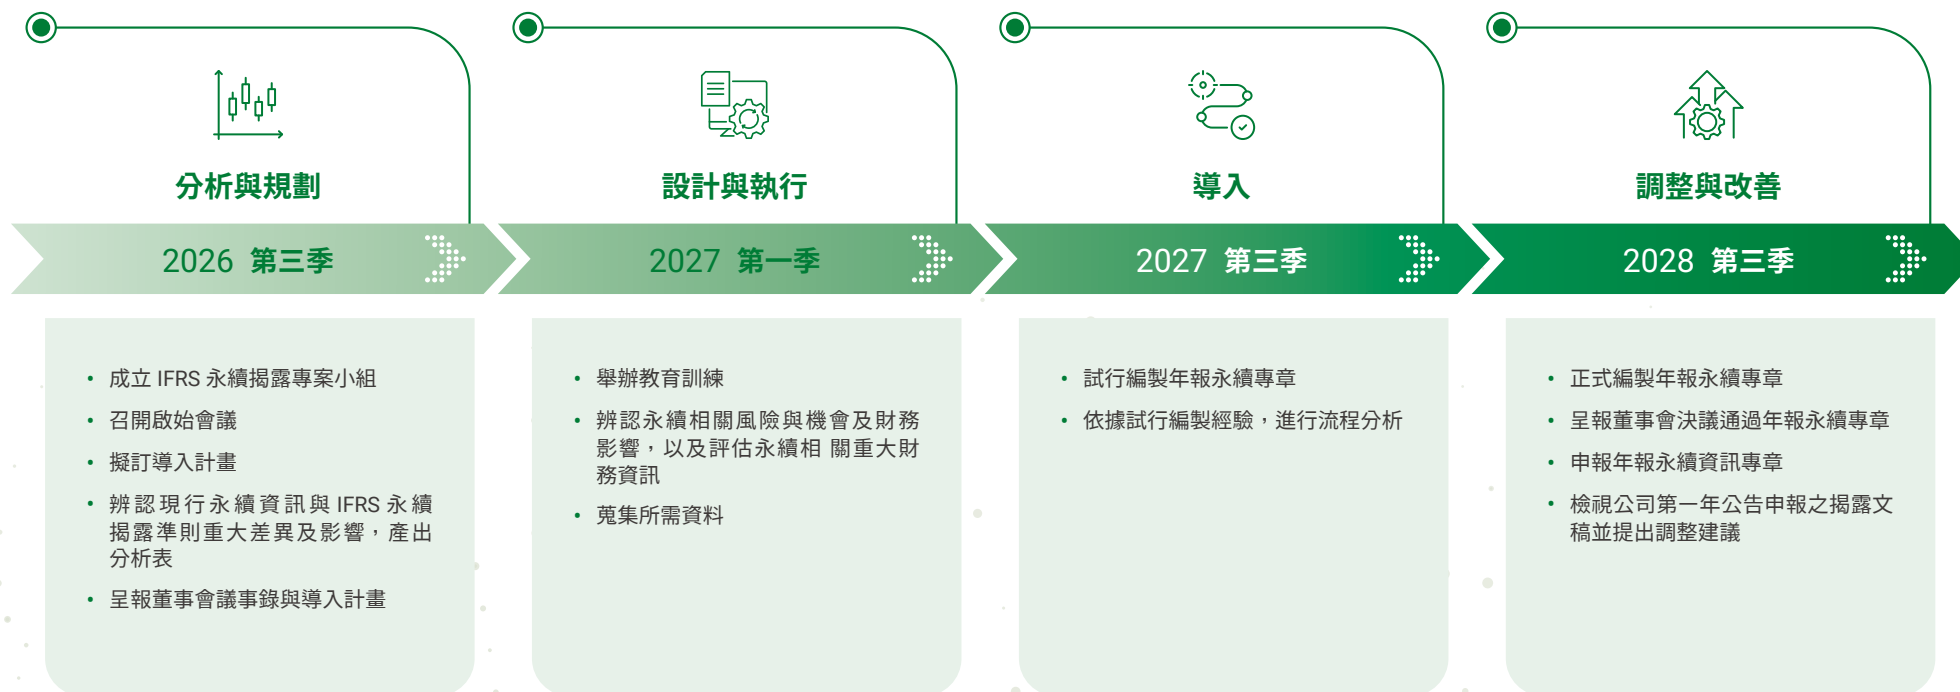 分析與規劃
2026 第三季
• 成立 IFRS 永續揭露專案小組
• 召開啟始會議
• 擬訂導入計畫
• 辨認現行永續資訊與 IFRS 永續
揭露準則重大差異及影響，產出
分析表
• 呈報董事會議事錄與導入計畫
設計與執行
2027 第一季
• 舉辦教育訓練
• 辨認永續相關風險與機會及財務
影響，以及評估永續相 關重大財
務資訊
• 蒐集所需資料
導入
2027 第三季
• 試行編製年報永續專章
• 依據試行編製經驗，進行流程分析
調整與改善
2028 第三季
• 正式編製年報永續專章
• 呈報董事會決議通過年報永續專章
• 申報年報永續資訊專章
• 檢視公司第一年公告申報之揭露文
稿並提出調整建議